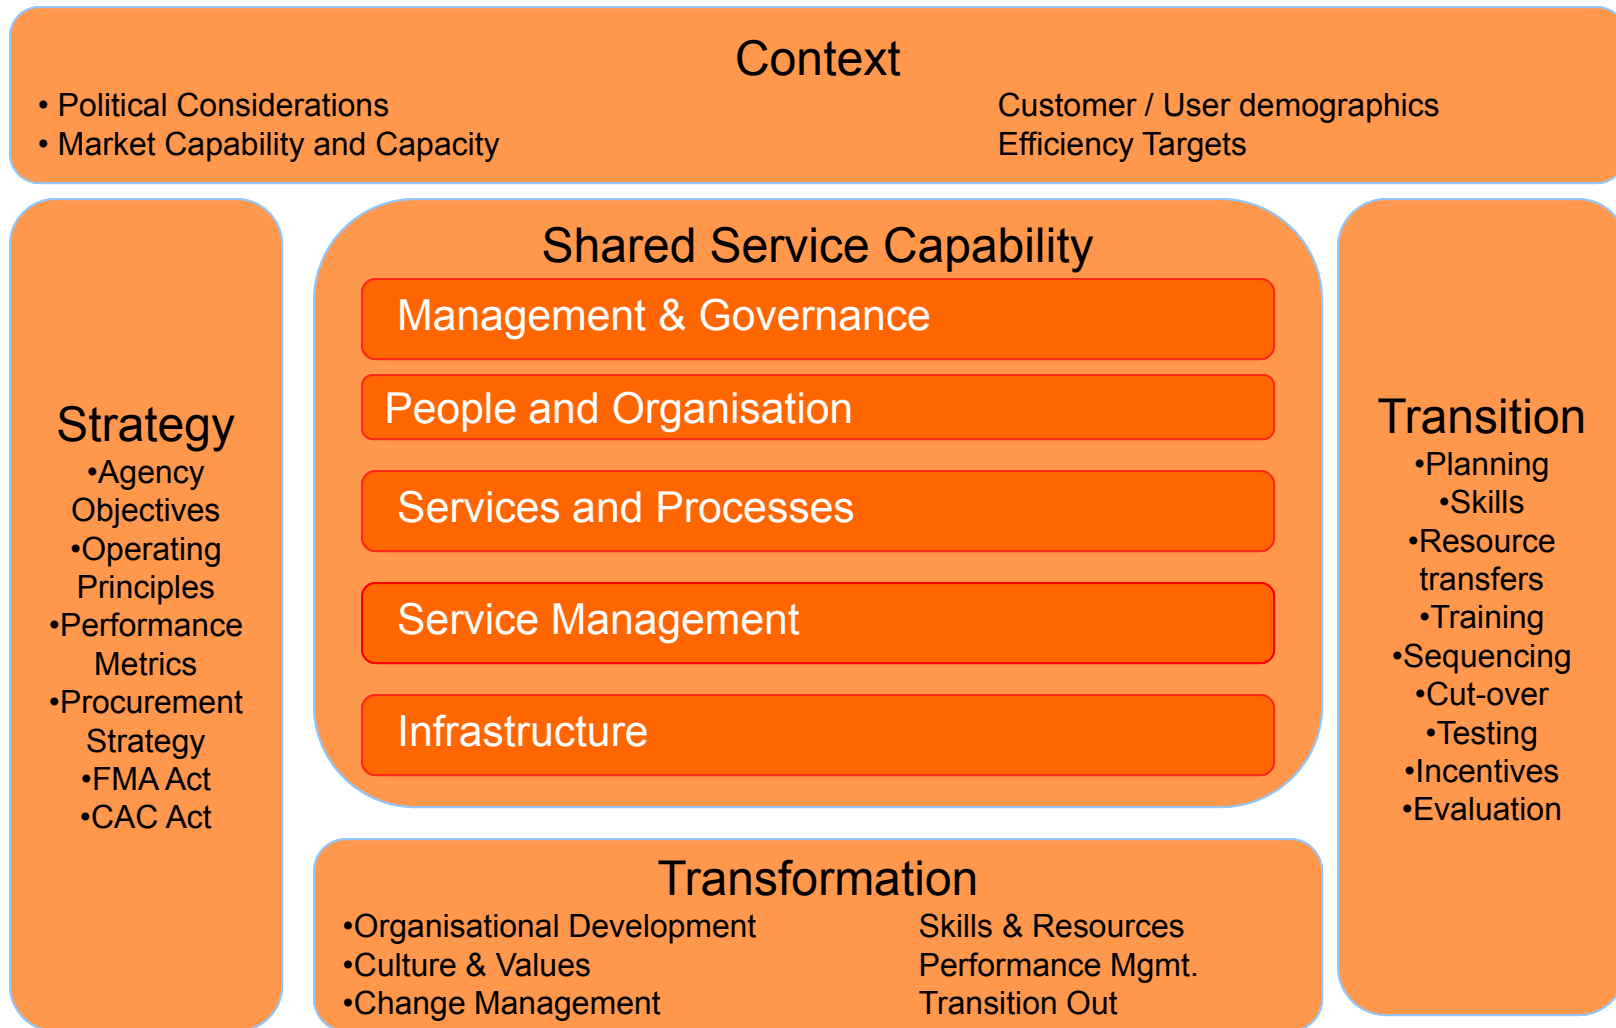 Context
• Political Considerations
Customer / User demographics
• Market Capability and Capacity
Efficiency Targets
Strategy
•Agency
Objectives
•Operating
Principles
•Performance
Metrics
•Procurement
Strategy
•FMA Act
•CAC Act
Shared Service Capability
Management & Governance
People and Organisation
Services and Processes
Service Management
Infrastructure
Transition
•Planning
•Skills
•Resource
transfers
•Training
•Sequencing
•Cut-over
•Testing
•Incentives
•Evaluation
Transformation
•Organisational Development
Skills & Resources
•Culture & Values
Performance Mgmt.
•Change Management
Transition Out